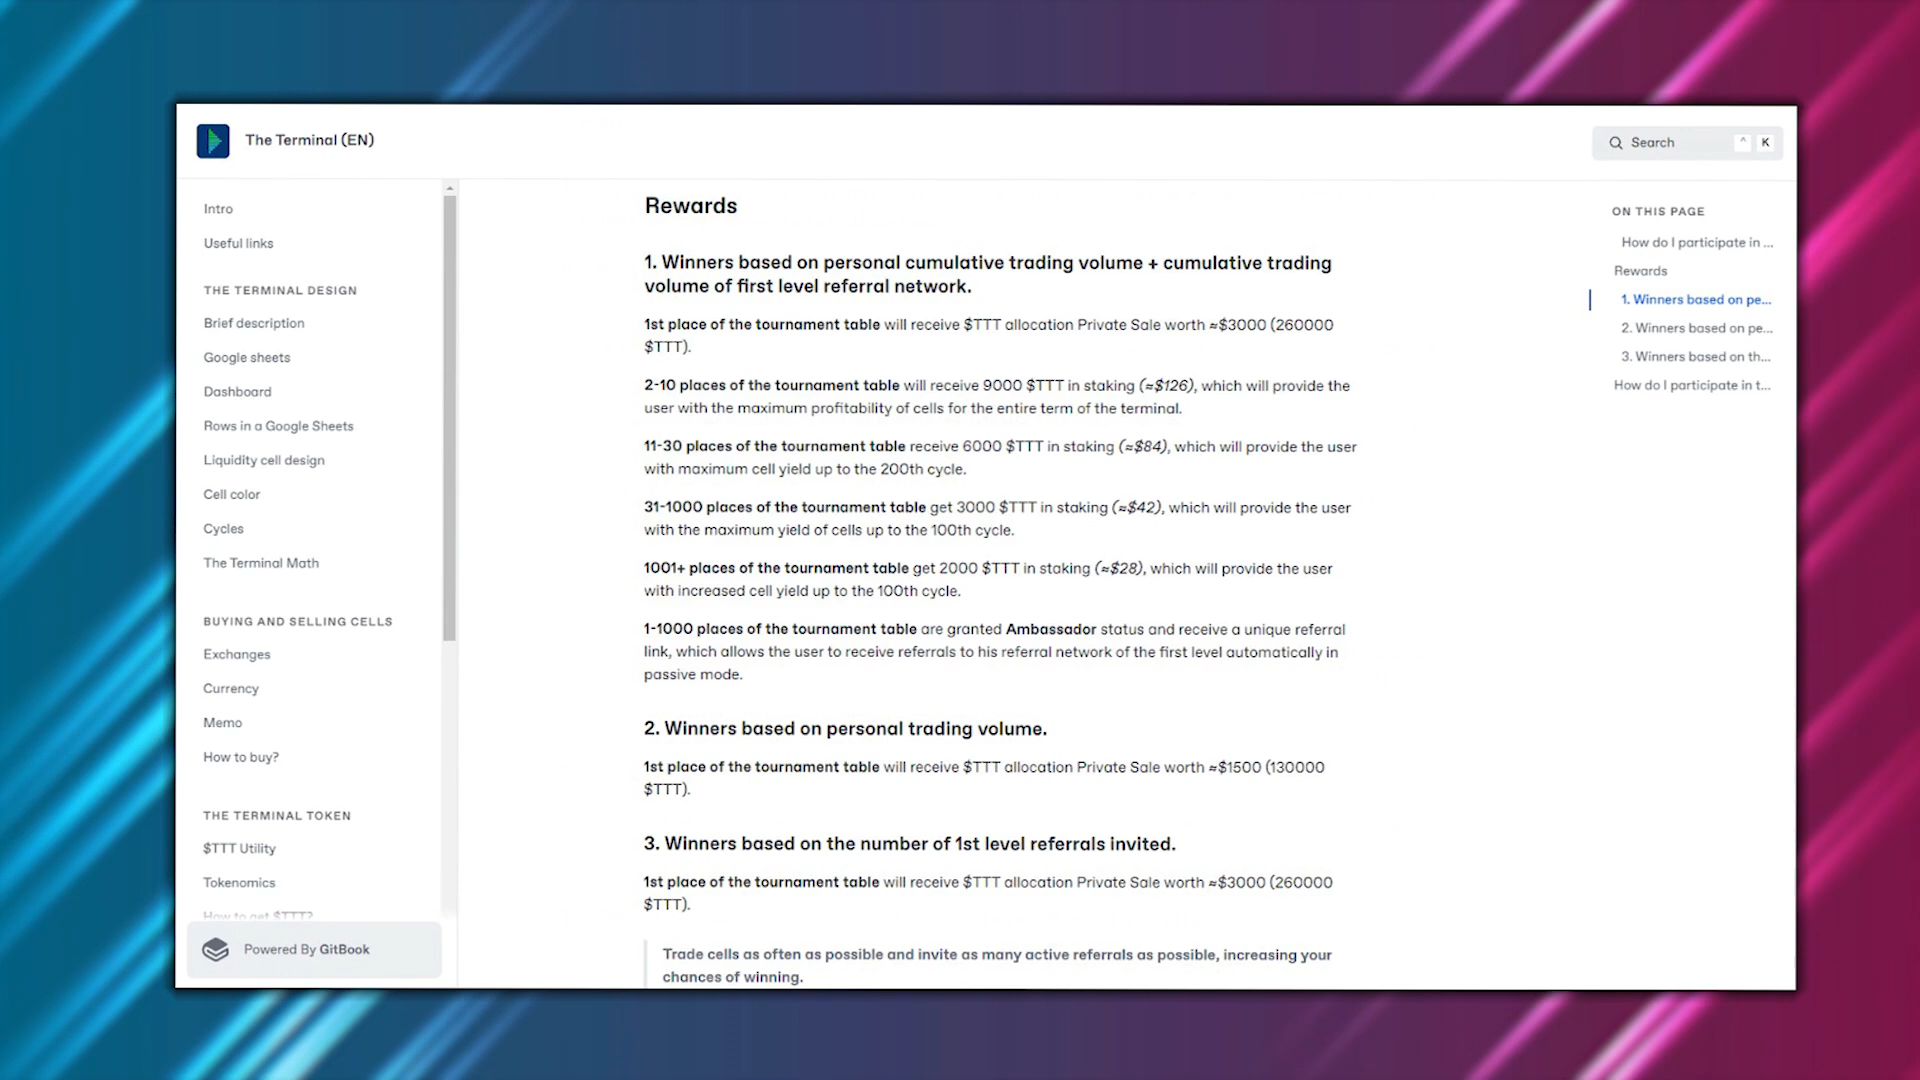 The Terminal (EN)
Search ^ K
Intro
Useful links
THE TERMINAL DESIGN
Brief description
Google sheets
Dashboard
Rows in a Google Sheets
Liquidity cell design
Cell color
Cycles
The Terminal Math
BUYING AND SELLING CELLS
Exchanges
Currency
Memo
How to buy?
THE TERMINAL TOKEN
$TTT Utility
Tokenomics
How to get $TTT?
Powered By GitBook
Rewards
1. Winners based on personal cumulative trading volume + cumulative trading
volume of first level referral network.
1st place of the tournament table will receive $TTT allocation Private Sale worth ≈$3000 (260000
$TTT).
2-10 places of the tournament table will receive 9000 $TTT in staking (≈$126), which will provide the
user with the maximum profitability of cells for the entire term of the terminal.
11-30 places of the tournament table receive 6000 $TTT in staking (≈$84), which will provide the user
with maximum cell yield up to the 200th cycle.
31-1000 places of the tournament table get 3000 $TTT in staking (≈$42), which will provide the user
with the maximum yield of cells up to the 100th cycle.
1001+ places of the tournament table get 2000 $TTT in staking (≈$28), which will provide the user
with increased cell yield up to the 100th cycle.
1-1000 places of the tournament table are granted Ambassador status and receive a unique referral
link, which allows the user to receive referrals to his referral network of the first level automatically in
passive mode.
2. Winners based on personal trading volume.
1st place of the tournament table will receive $TTT allocation Private Sale worth ≈$1500 (130000
$TTT).
3. Winners based on the number of 1st level referrals invited.
1st place of the tournament table will receive $TTT allocation Private Sale worth ≈$3000 (260000
$TTT).
Trade cells as often as possible and invite as many active referrals as possible, increasing your
chances of winning.
ON THIS PAGE
How do I participate in ...
Rewards
1. Winners based on pe...
2. Winners based on pe...
3. Winners based on th...
How do I participate in t...